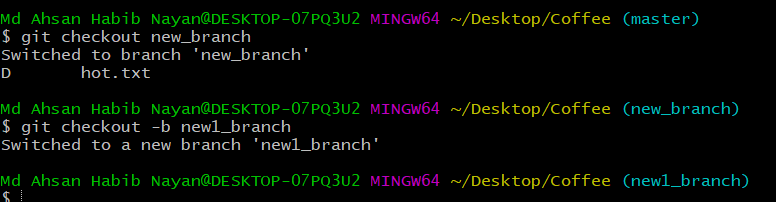 Md Ahsan Habib Nayan@DESKTOP-07PQ3U2 MINGW64 ~/Desktop/Coffee (master)
$ git checkout new_branch
Switched to branch 'new_branch'
D       hot.txt
Md Ahsan Habib Nayan@DESKTOP-07PQ3U2 MINGW64 ~/Desktop/Coffee (new_branch)
$ git checkout -b new1_branch
Switched to a new branch 'new1_branch'
Md Ahsan Habib Nayan@DESKTOP-07PQ3U2 MINGW64 ~/Desktop/Coffee (new1_branch)
$